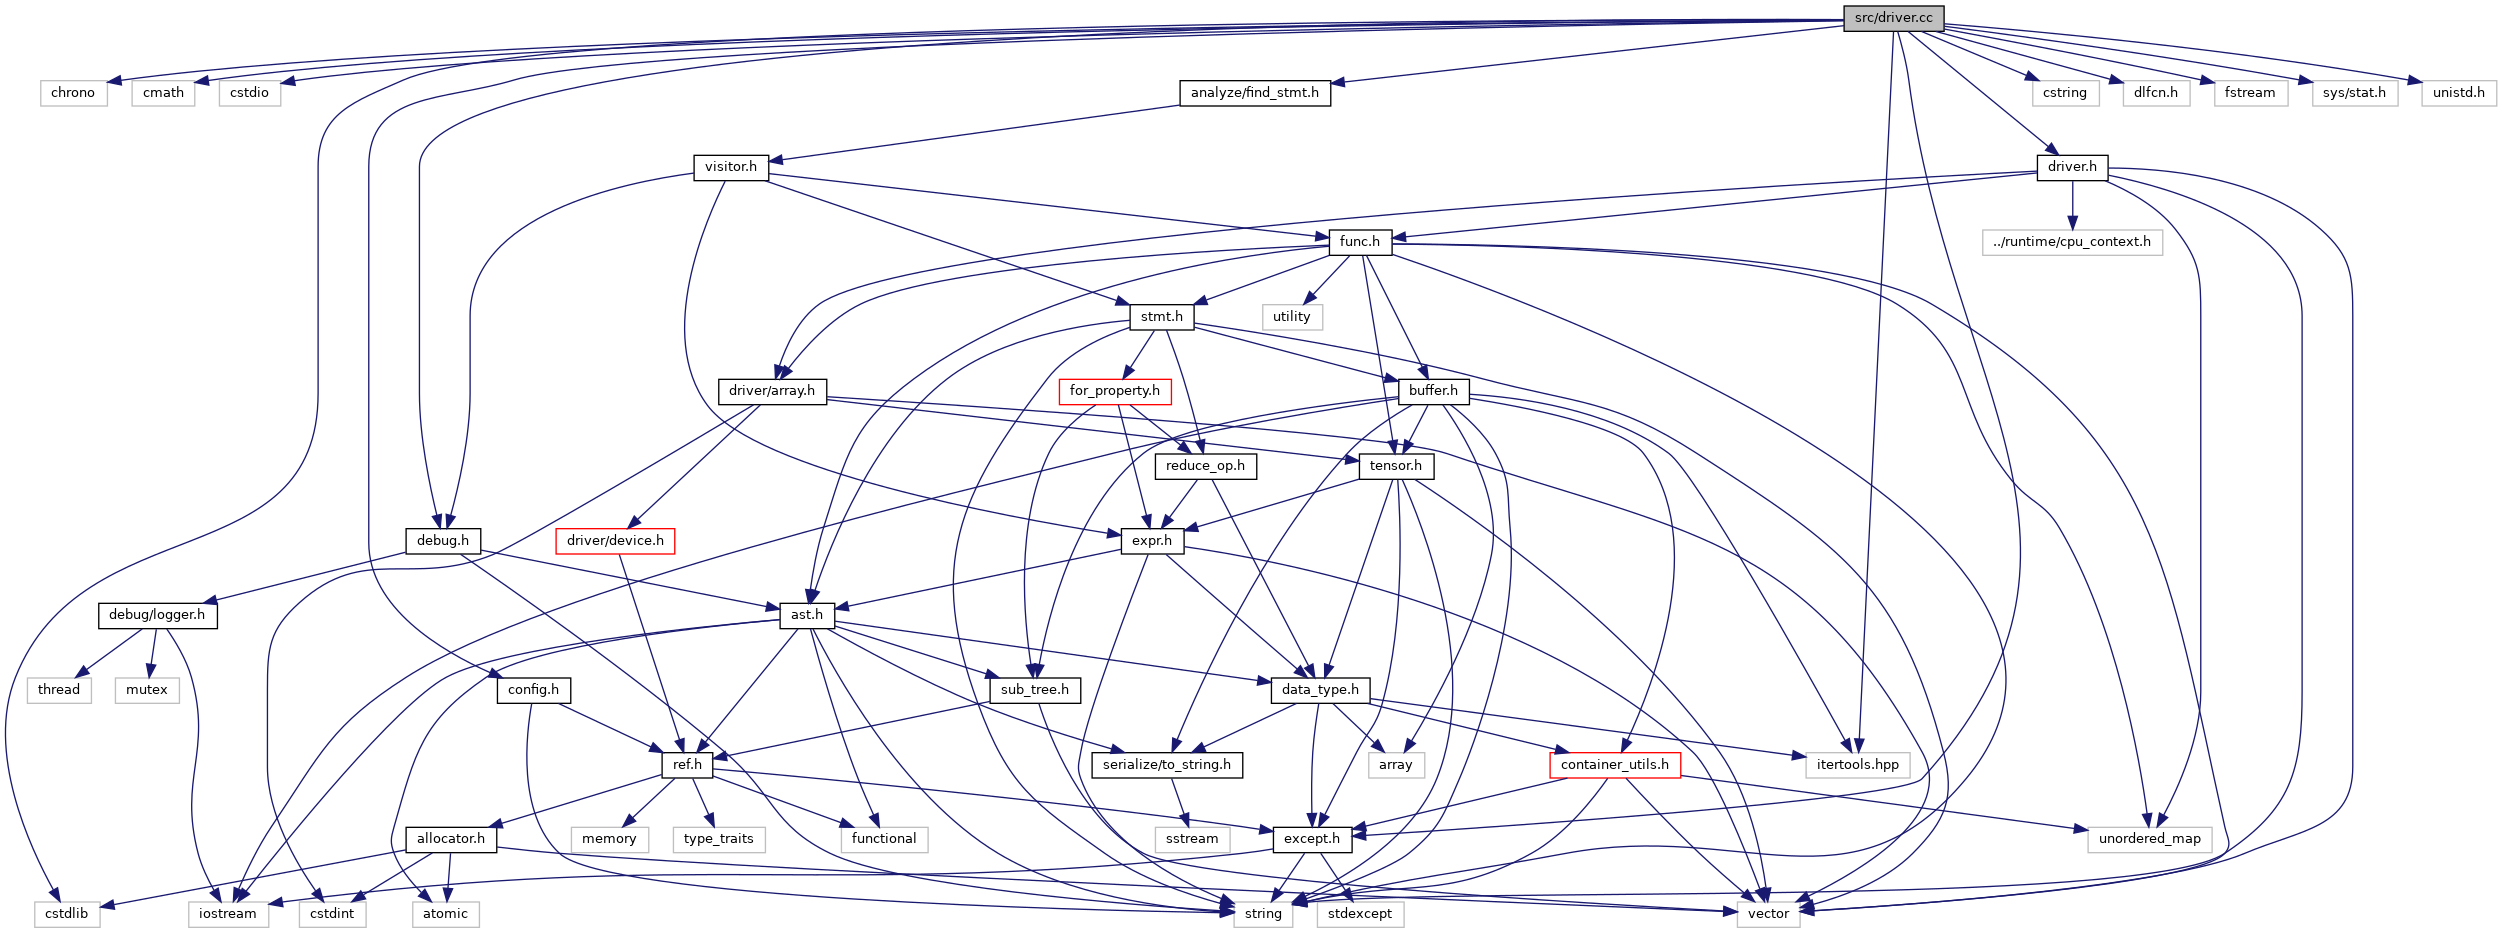 src/driver.cc
chrono
cmath
cstdio
analyze/find_stmt.h
cstring
dlfcn.h
fstream
sys/stat.h
unistd.h
visitor.h
driver.h
func.h
../runtime/cpu_context.h
stmt.h
utility
driver/array.h
for_property.h
buffer.h
reduce_op.h
tensor.h
debug.h
driver/device.h
expr.h
debug/logger.h
ast.h
thread
mutex
config.h
sub_tree.h
data_type.h
ref.h
serialize/to_string.h
array
container_utils.h
itertools.hpp
allocator.h
memory
type_traits
functional
sstream
except.h
unordered_map
cstdlib
iostream
cstdint
atomic
string
stdexcept
vector